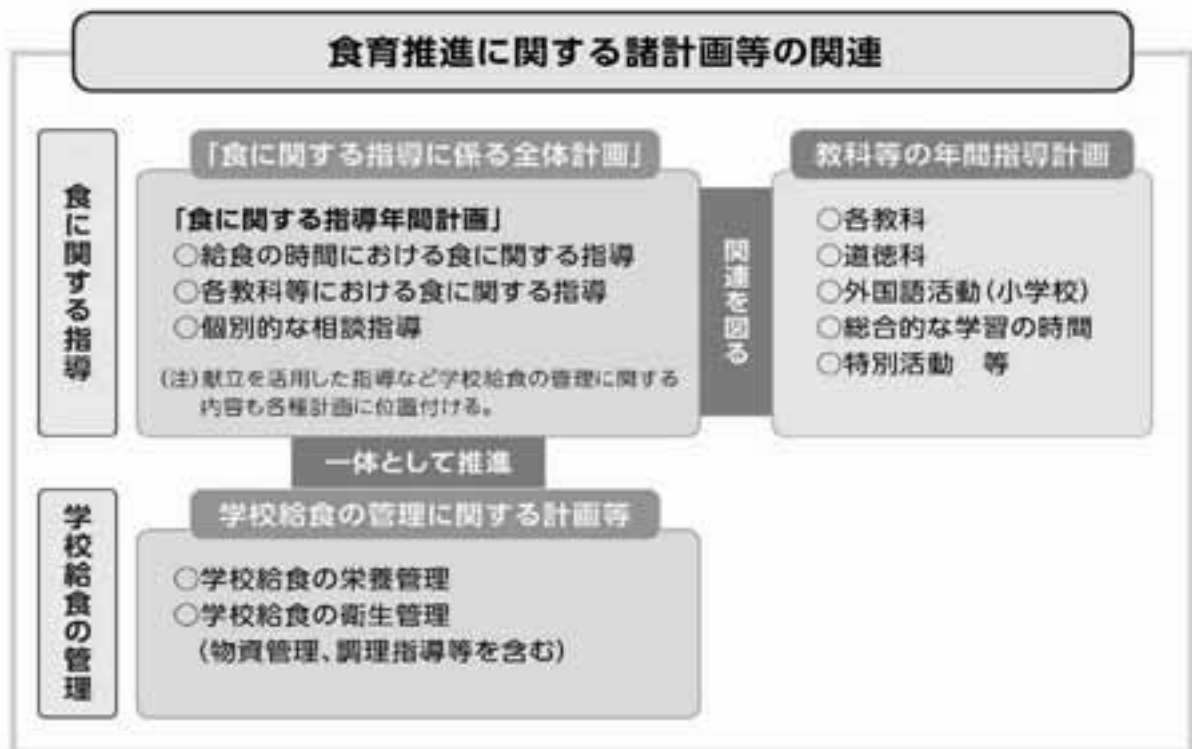 食育推進に関する諸計画等の関連
食に関する指導
「食に関する指導に係る全体計画」
「食に関する指導年間計画」
○給食の時間における食に関する指導
○各教科等における食に関する指導
○個別的な相談指導
(注)献立を活用した指導など学校給食の管理に関する
内容も各種計画に位置付ける。
関連を図る
教科等の年間指導計画
○各教科
○道徳科
○外国語活動(小学校)
○総合的な学習の時間
○特別活動　等
一体として推進
学校給食の管理
学校給食の管理に関する計画等
○学校給食の栄養管理
○学校給食の衛生管理
(物資管理、調理指導等を含む)